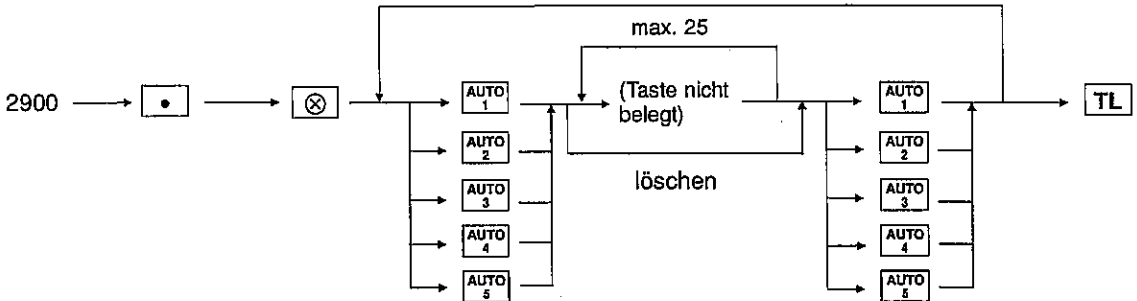 max. 25
2900
•
⊗
AUTO
1
(Taste nicht
belegt)
AUTO
1
TL
AUTO
2
AUTO
2
löschen
AUTO
3
AUTO
3
AUTO
4
AUTO
4
AUTO
5
AUTO
5